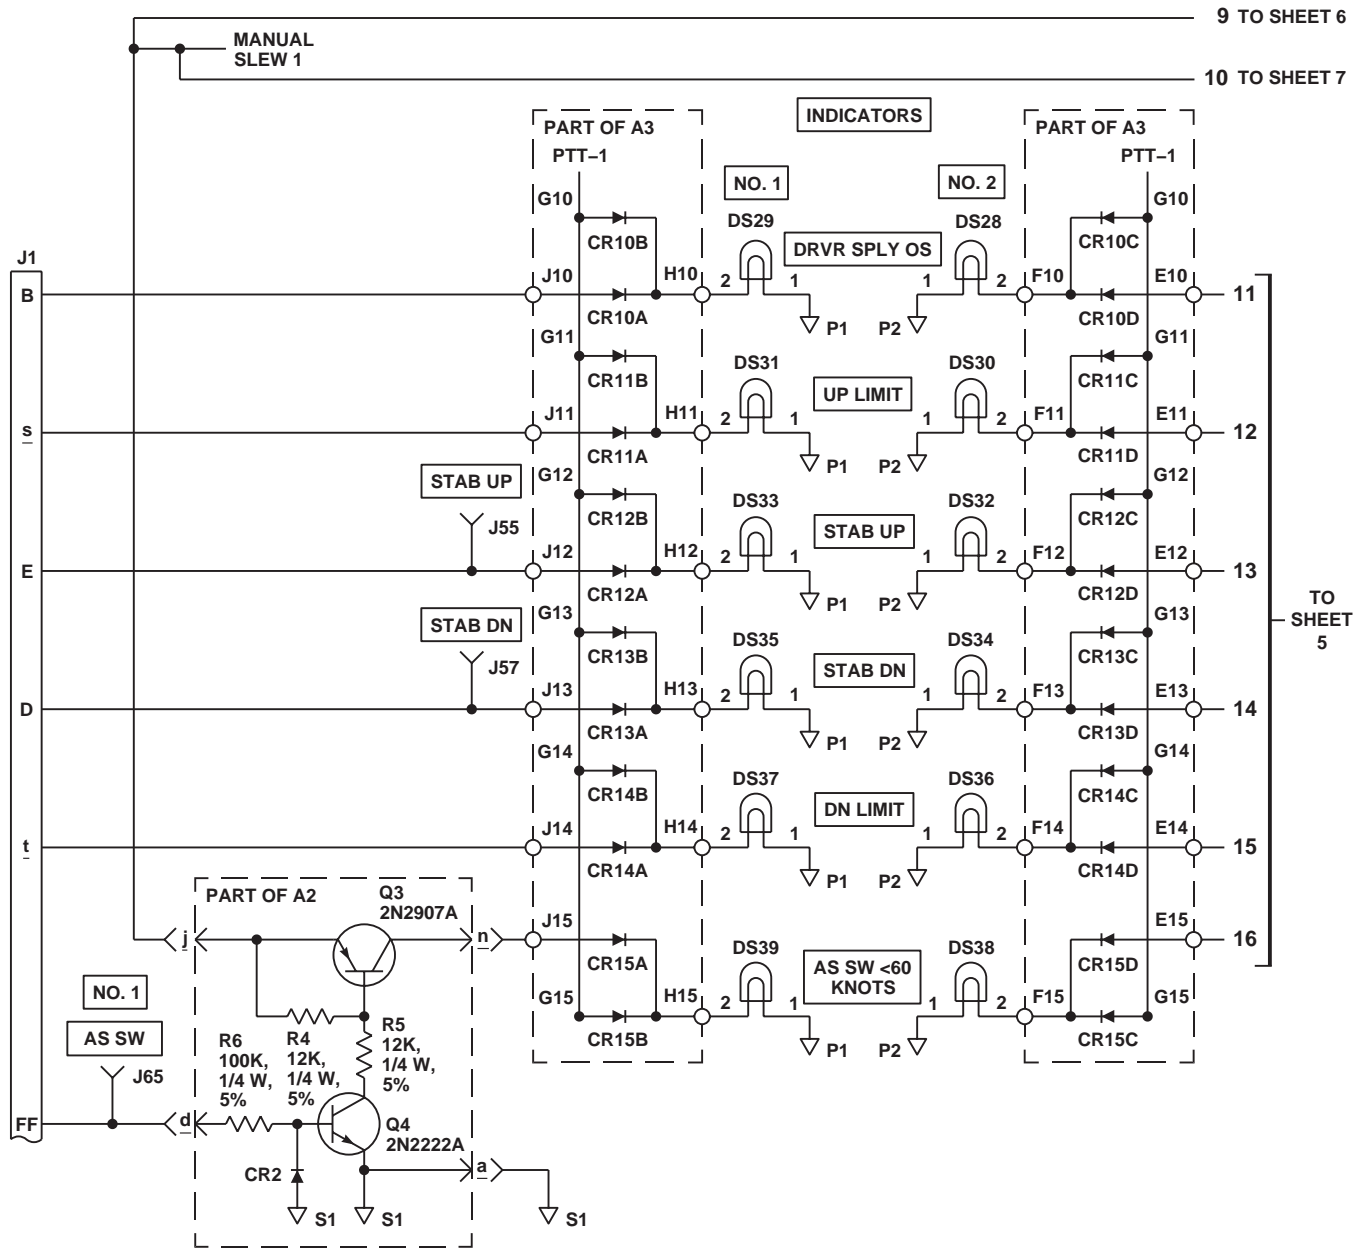 9 TO SHEET 6
MANUAL
SLEW 1
10 TO SHEET 7
INDICATORS
PART OF A3
PTT–1
PART OF A3
PTT–1
NO. 1
NO. 2
G10
CR10B
DS29
DRVR SPLY OS
DS28
CR10C
G10
J1
B
J10
CR10A
H10
2
1
P1
1
P2
2
F10
CR10D
E10
11
G11
CR11B
DS31
UP LIMIT
DS30
CR11C
G11
s
J11
CR11A
H11
2
1
P1
1
P2
2
F11
CR11D
E11
12
STAB UP
J55
G12
CR12B
DS33
STAB UP
DS32
CR12C
G12
E
J12
CR12A
H12
2
1
P1
1
P2
2
F12
CR12D
E12
13
TO
SHEET
5
STAB DN
J57
G13
CR13B
DS35
STAB DN
DS34
CR13C
G13
D
J13
CR13A
H13
2
1
P1
1
P2
2
F13
CR13D
E13
14
G14
CR14B
DS37
DN LIMIT
DS36
CR14C
G14
t
J14
CR14A
H14
2
1
P1
1
P2
2
F14
CR14D
E14
15
PART OF A2
Q3
2N2907A
j
n
J15
CR15A
DS39
AS SW <60
KNOTS
DS38
CR15D
E15
16
G15
CR15B
H15
2
1
P1
1
P2
2
F15
CR15C
G15
NO. 1
AS SW
J65
R6
100K,
1/4 W,
5%
R4
12K,
1/4 W,
5%
R5
12K,
1/4 W,
5%
FF
d
Q4
2N2222A
CR2
a
S1
S1
S1